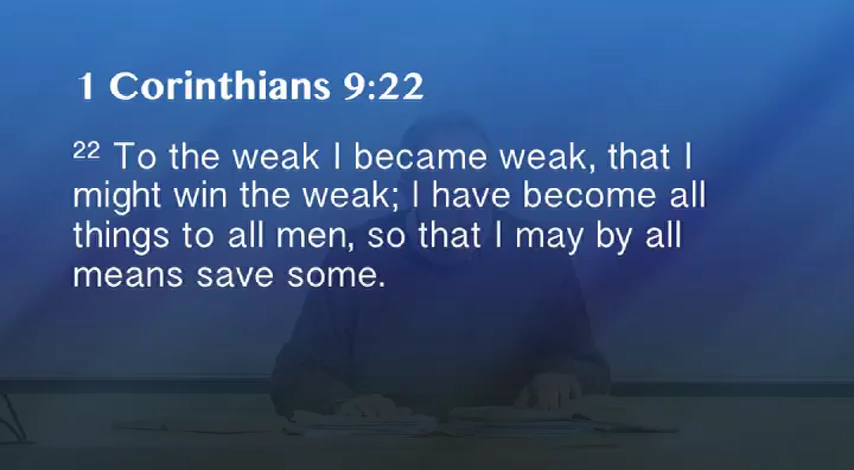 1 Corinthians 9:22
22 To the weak I became weak, that I
might win the weak; I have become all
things to all men, so that I may by all
means save some.